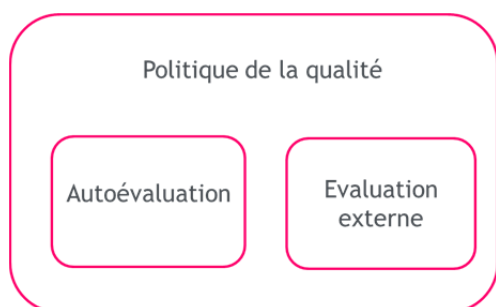 Politique de la qualité
Autoévaluation
Evaluation
externe